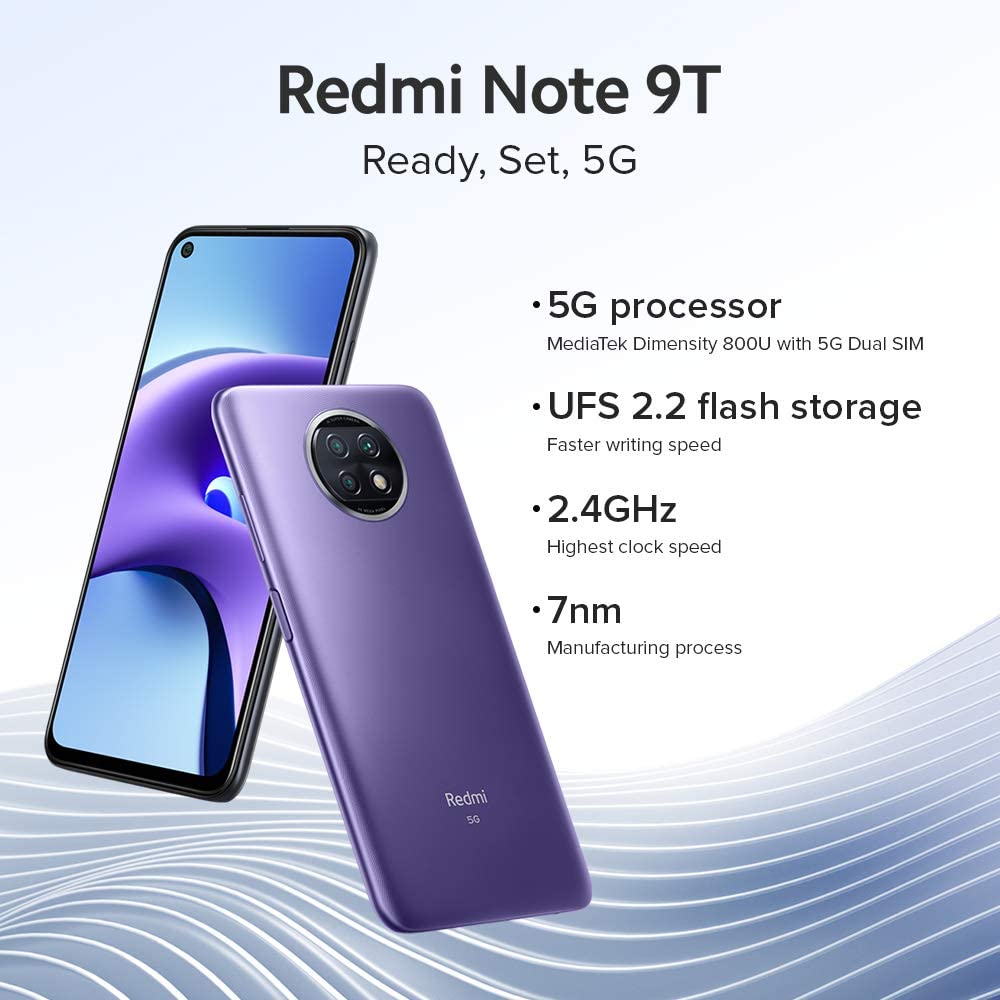 Redmi Note 9T
Ready, Set, 5G
• 5G processor
MediaTek Dimensity 800U with 5G Dual SIM
• UFS 2.2 flash storage
Faster writing speed
• 2.4GHz
Highest clock speed
• 7nm
Manufacturing process
Redmi
5G